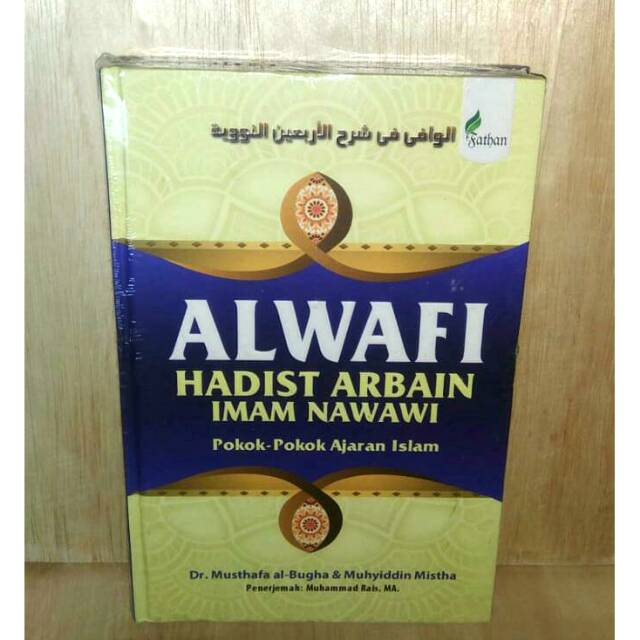 الوافي في شرح الأربعين النووية
Fathan
ALWAFI
HADIST ARBAIN
IMAM NAWAWI
Pokok-Pokok Ajaran Islam
Dr. Musthafa al-Bugha & Muhyiddin Mistha
Penerjemah: Muhammad Rais, MA.